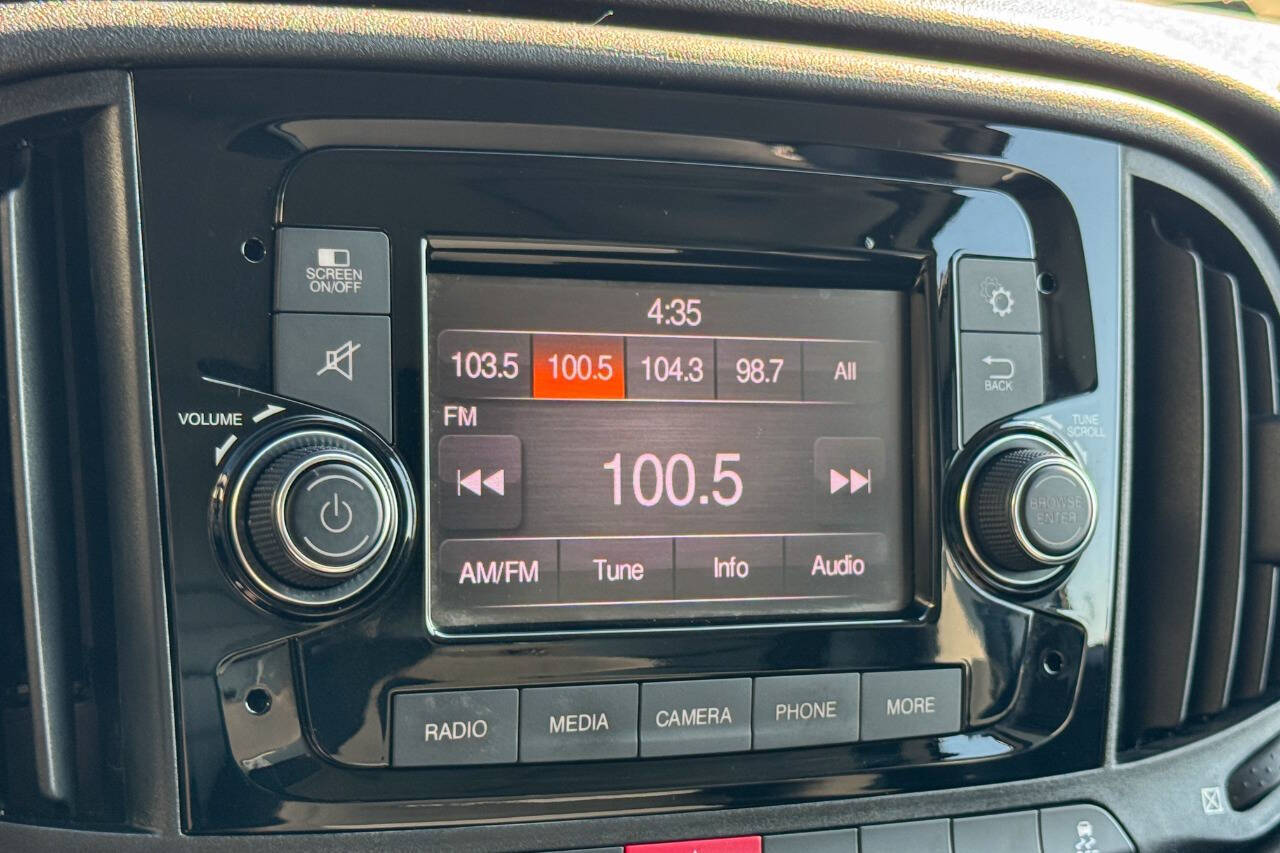 SCREEN
ON/OFF
4:35
103.5 100.5 104.3 98.7 All
BACK
VOLUME
FM
TUNE
SCROLL
100.5
BROWSE
ENTER
AM/FM Tune Info Audio
RADIO MEDIA CAMERA PHONE MORE